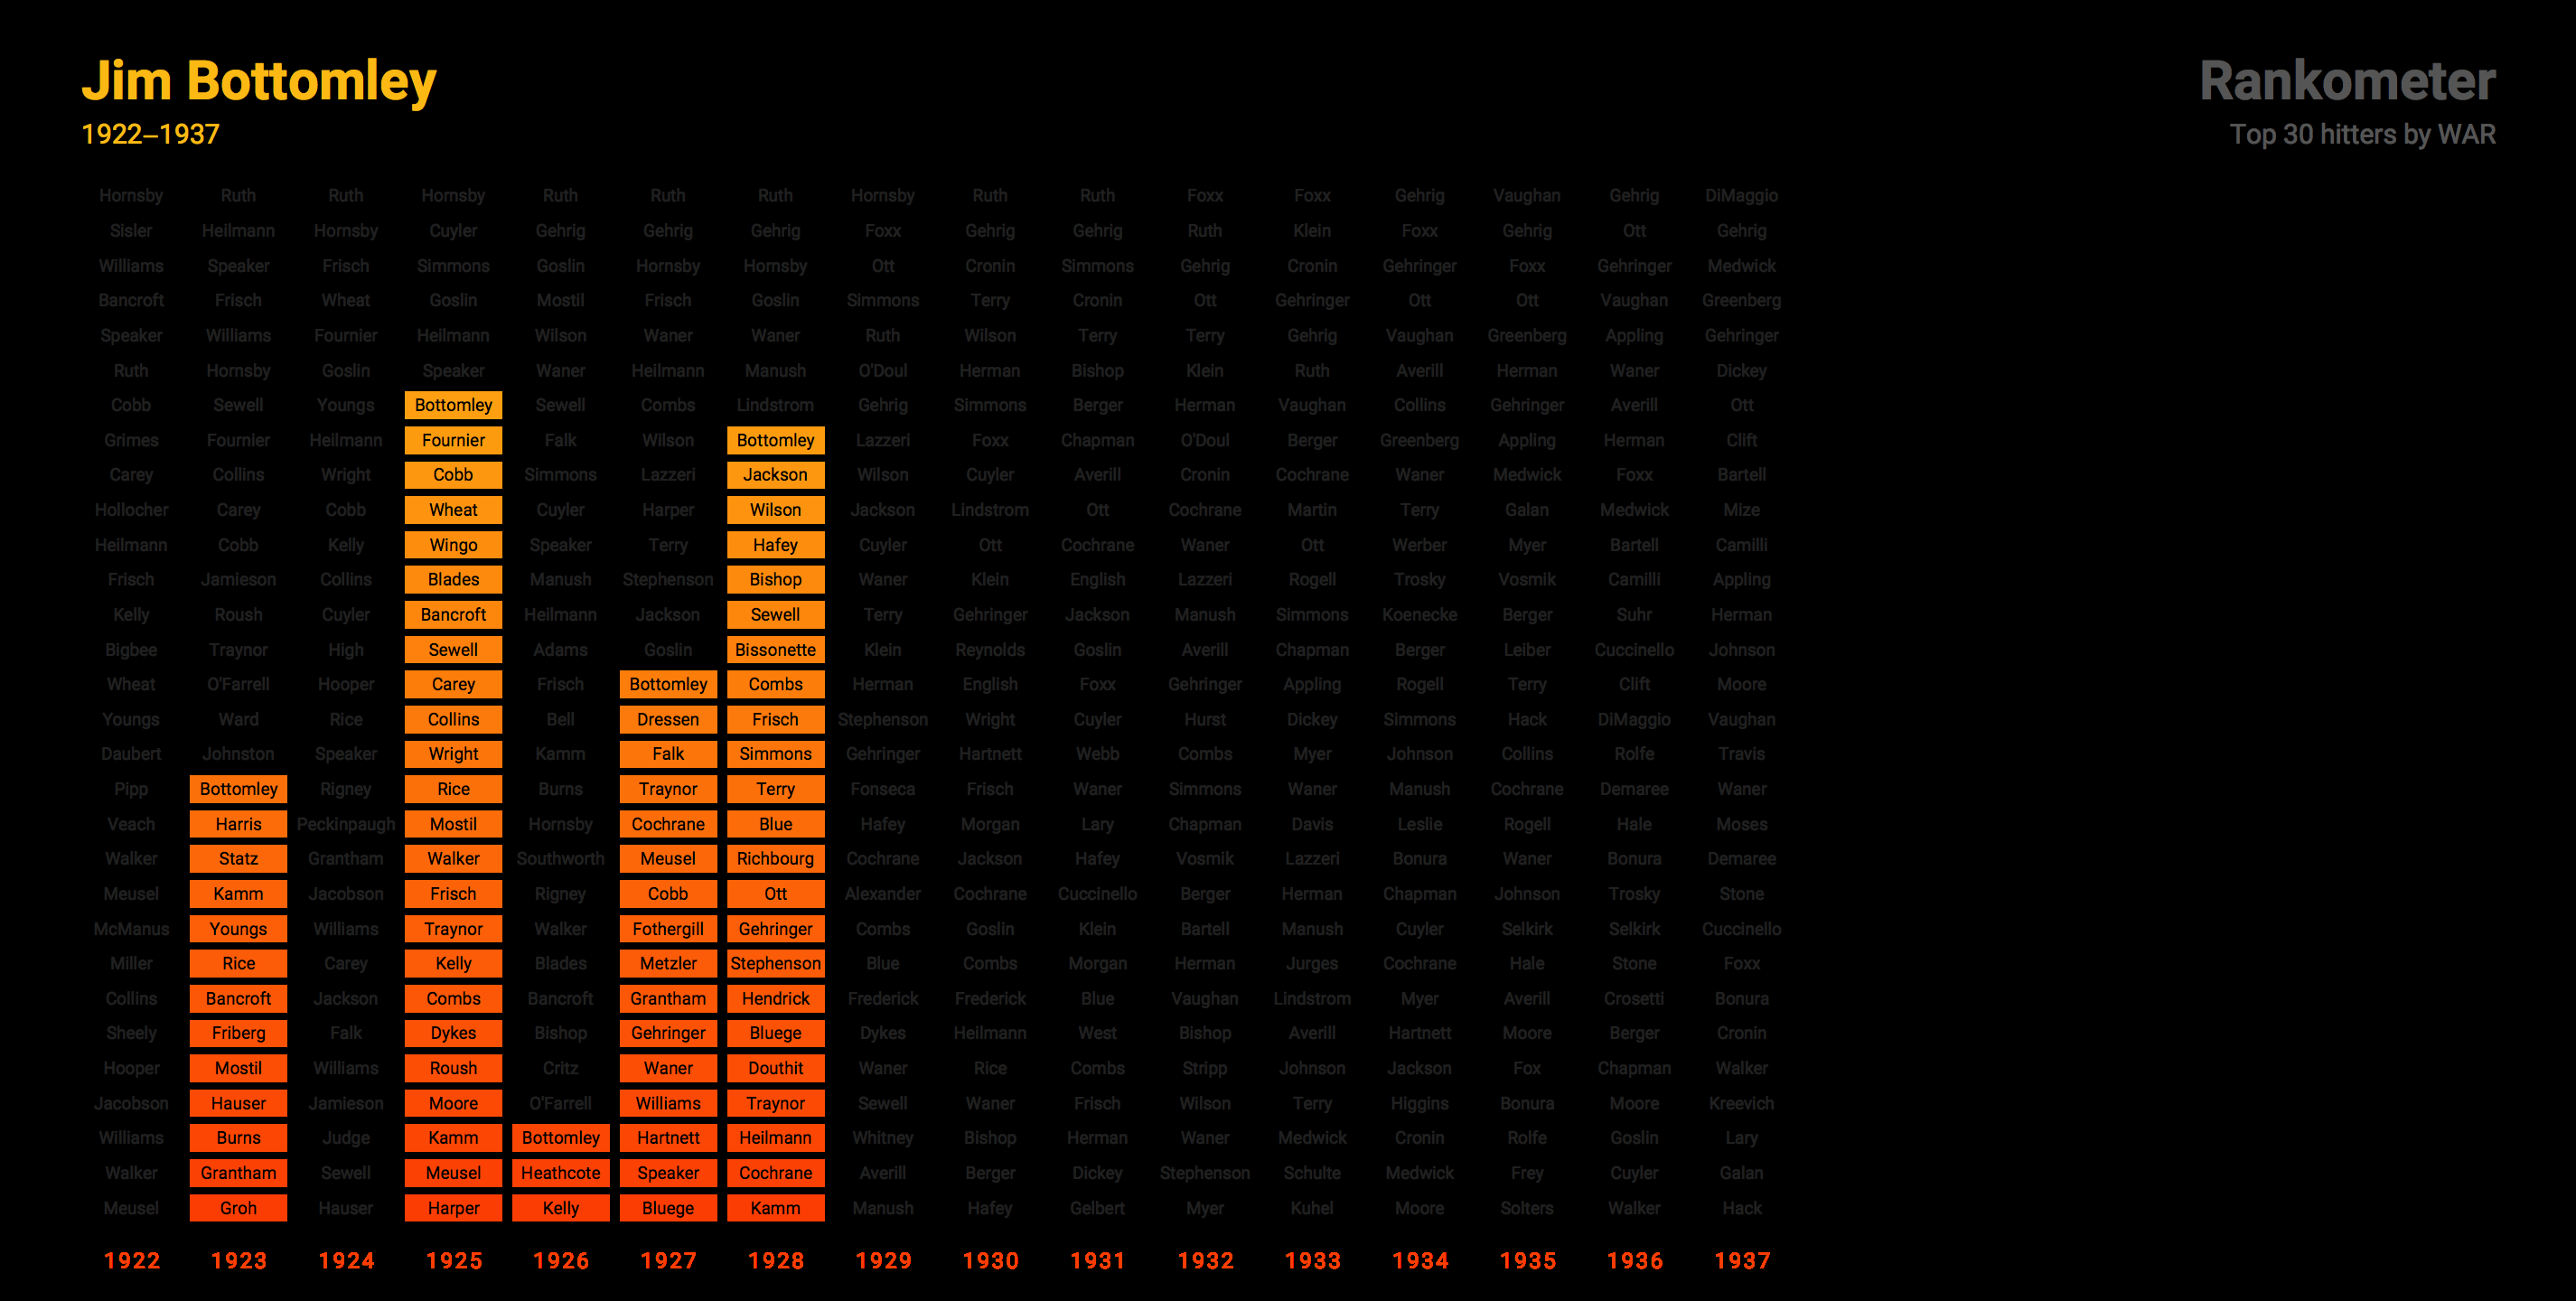 Jim Bottomley
1922–1937
Rankometer
Top 30 hitters by WAR
Hornsby Ruth Ruth Hornsby Ruth Ruth Ruth Hornsby Ruth Ruth Foxx Foxx Gehrig Vaughan Gehrig DiMaggio
Sisler Heilmann Hornsby Cuyler Gehrig Gehrig Gehrig Foxx Gehrig Gehrig Ruth Klein Foxx Gehrig Ott Gehrig
Williams Speaker Frisch Simmons Goslin Hornsby Hornsby Ott Cronin Simmons Gehrig Cronin Gehringer Foxx Gehringer Medwick
Bancroft Frisch Wheat Goslin Mostil Frisch Goslin Simmons Terry Cronin Ott Gehringer Ott Ott Vaughan Greenberg
Speaker Williams Fournier Heilmann Wilson Waner Waner Ruth Wilson Terry Terry Gehrig Vaughan Greenberg Appling Gehringer
Ruth Hornsby Goslin Speaker Waner Heilmann Manush O'Doul Herman Bishop Klein Ruth Averill Herman Waner Dickey
Cobb Sewell Youngs Bottomley Sewell Combs Lindstrom Gehrig Simmons Berger Herman Vaughan Collins Gehringer Averill Ott
Grimes Fournier Heilmann Fournier Falk Wilson Bottomley Lazzeri Foxx Chapman O'Doul Berger Greenberg Appling Herman Clift
Carey Collins Wright Cobb Simmons Lazzeri Jackson Wilson Cuyler Averill Cronin Cochrane Waner Medwick Foxx Bartell
Hollocher Carey Cobb Wheat Cuyler Harper Wilson Jackson Lindstrom Ott Cochrane Martin Terry Galan Medwick Mize
Heilmann Cobb Kelly Wingo Speaker Terry Hafey Cuyler Ott Cochrane Waner Ott Werber Myer Bartell Camilli
Frisch Jamieson Collins Blades Manush Stephenson Bishop Waner Klein English Lazzeri Rogell Trosky Vosmik Camilli Appling
Kelly Roush Cuyler Bancroft Heilmann Jackson Sewell Terry Gehringer Jackson Manush Simmons Koenecke Berger Suhr Herman
Bigbee Traynor High Sewell Adams Goslin Bissonette Klein Reynolds Goslin Averill Chapman Berger Leiber Cuccinello Johnson
Wheat O'Farrell Hooper Carey Frisch Bottomley Combs Herman English Foxx Gehringer Appling Rogell Terry Clift Moore
Youngs Ward Rice Collins Bell Dressen Frisch Stephenson Wright Cuyler Hurst Dickey Simmons Hack DiMaggio Vaughan
Daubert Johnston Speaker Wright Kamm Falk Simmons Gehringer Hartnett Webb Combs Myer Johnson Collins Rolfe Travis
Pipp Bottomley Rigney Rice Burns Traynor Terry Fonseca Frisch Waner Simmons Waner Manush Cochrane Demaree Waner
Veach Harris Peckinpaugh Mostil Hornsby Cochrane Blue Hafey Morgan Lary Chapman Davis Leslie Rogell Hale Moses
Walker Statz Grantham Walker Southworth Meusel Richbourg Cochrane Jackson Hafey Vosmik Lazzeri Bonura Waner Bonura Demaree
Meusel Kamm Jacobson Frisch Rigney Cobb Ott Alexander Cochrane Cuccinello Berger Herman Chapman Johnson Trosky Stone
McManus Youngs Williams Traynor Walker Fothergill Gehringer Combs Goslin Klein Bartell Manush Cuyler Selkirk Selkirk Cuccinello
Miller Rice Carey Kelly Blades Metzler Stephenson Blue Combs Morgan Herman Jurges Cochrane Hale Stone Foxx
Collins Bancroft Jackson Combs Bancroft Grantham Hendrick Frederick Frederick Blue Vaughan Lindstrom Myer Averill Crosetti Bonura
Sheely Friberg Falk Dykes Bishop Gehringer Bluege Dykes Heilmann West Bishop Averill Hartnett Moore Berger Cronin
Hooper Mostil Williams Roush Critz Waner Douthit Waner Rice Combs Stripp Johnson Jackson Fox Chapman Walker
Jacobson Hauser Jamieson Moore O'Farrell Williams Traynor Sewell Waner Frisch Wilson Terry Higgins Bonura Moore Kreevich
Williams Burns Judge Kamm Bottomley Hartnett Heilmann Whitney Bishop Herman Waner Medwick Cronin Rolfe Goslin Lary
Walker Grantham Sewell Meusel Heathcote Speaker Cochrane Averill Berger Dickey Stephenson Schulte Medwick Frey Cuyler Galan
Meusel Groh Hauser Harper Kelly Bluege Kamm Manush Hafey Gelbert Myer Kuhel Moore Solters Walker Hack
1922 1923 1924 1925 1926 1927 1928 1929 1930 1931 1932 1933 1934 1935 1936 1937